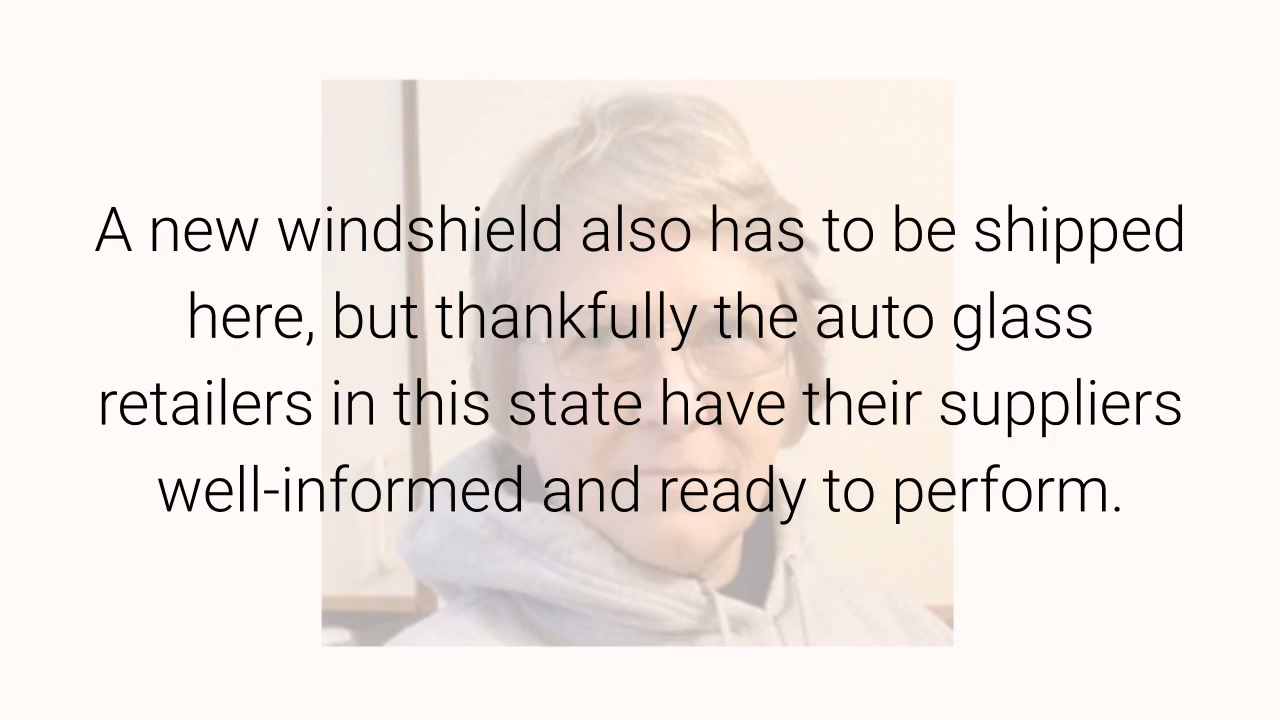 A new windshield also has to be shipped
here, but thankfully the auto glass
retailers in this state have their suppliers
well-informed and ready to perform.